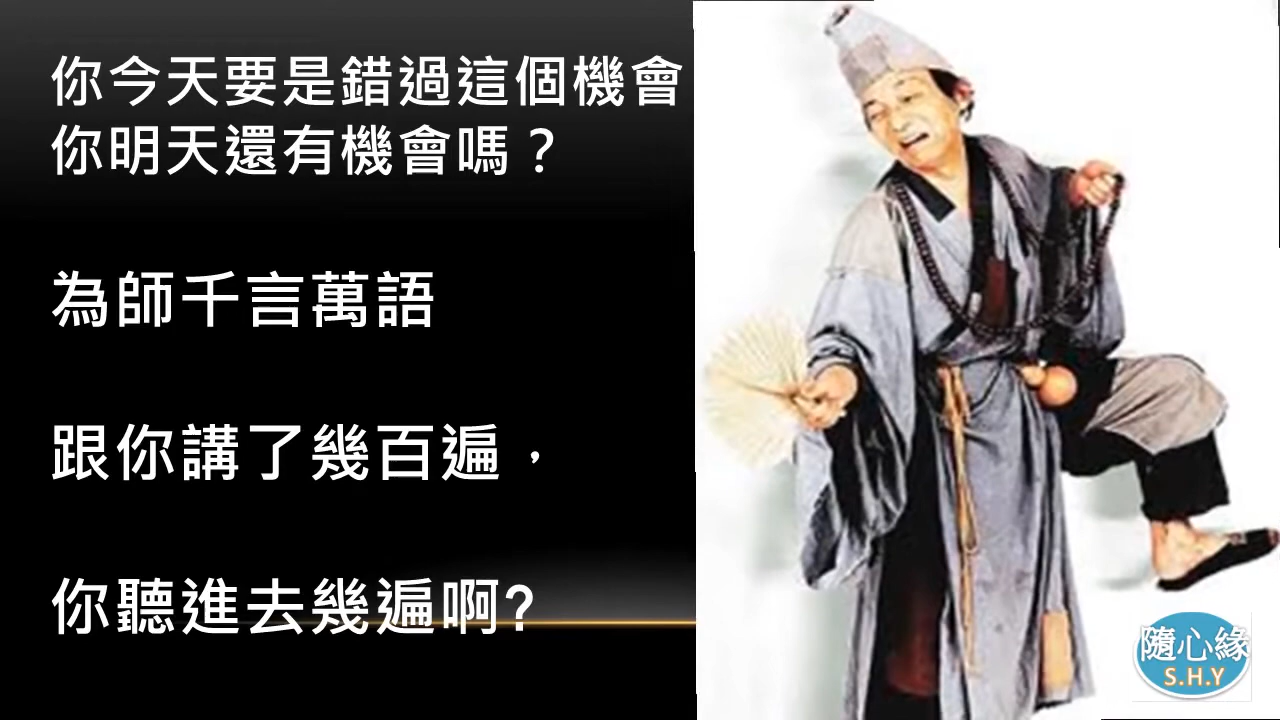 你今天要是錯過這個機會
你明天還有機會嗎？
為師千言萬語
跟你講了幾百遍，
你聽進去幾遍啊?
隨心緣
S.H.Y